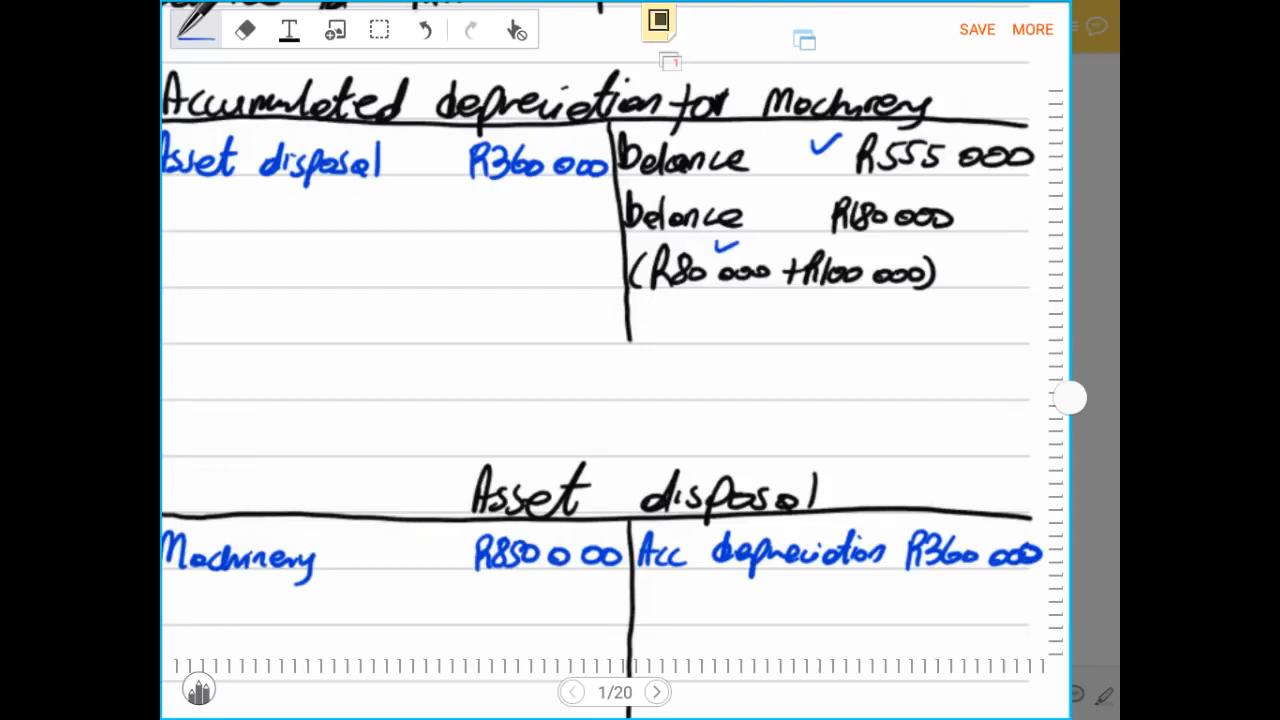 SAVE MORE
Accumulated depreciation for Machinery
Asset disposal R360 000 balance R555 000
balance R180 000
(R80 000 + R100 000)
Asset disposal
Machinery R850 000 Acc depreciation R360 000
1/20